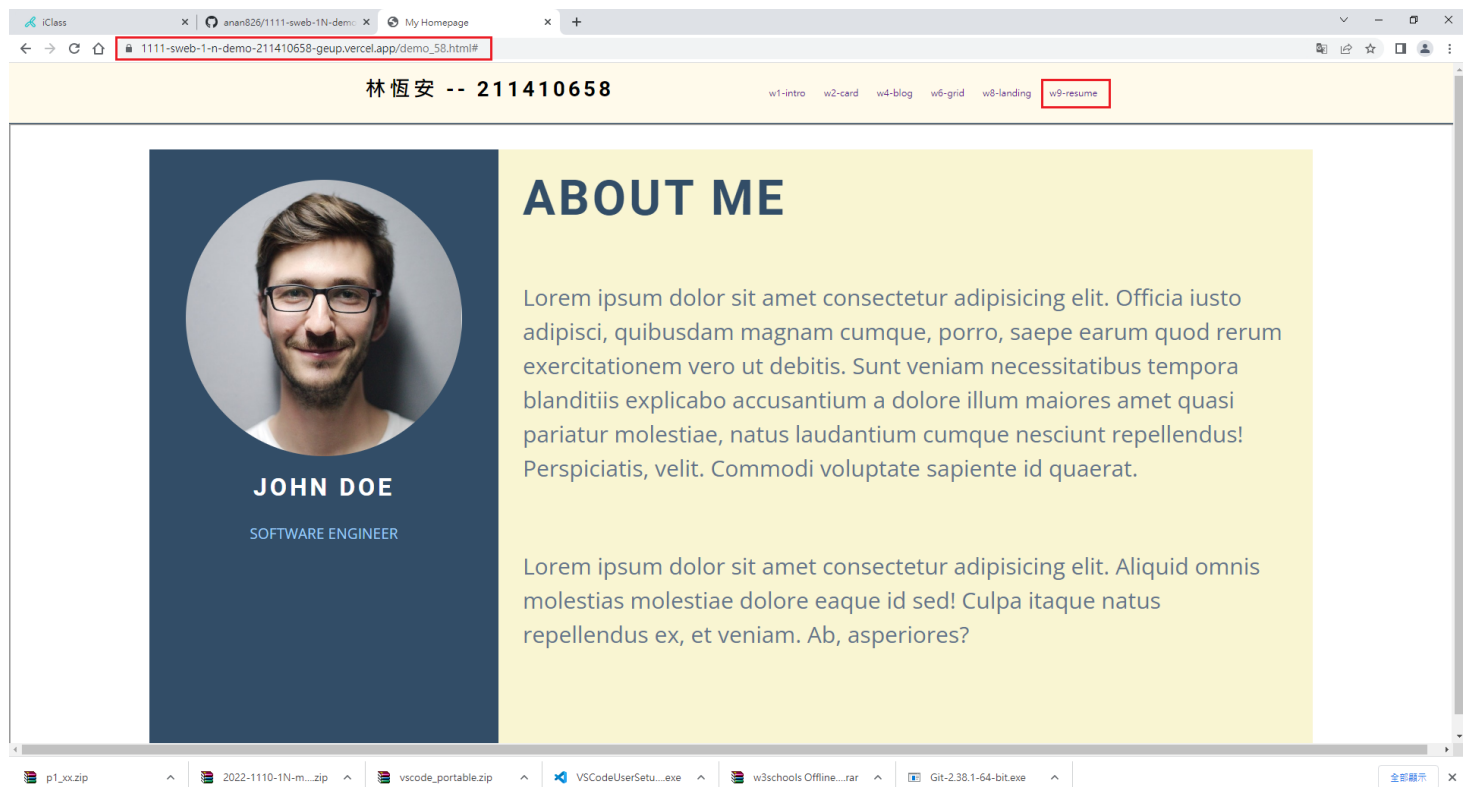 iClass
anan826/1111-sweb-1N-demo
My Homepage
1111-sweb-1-n-demo-211410658-geup.vercel.app/demo_58.html#
林恆安 -- 211410658
w1-intro w2-card w4-blog w6-grid w8-landing w9-resume
ABOUT ME
Lorem ipsum dolor sit amet consectetur adipisicing elit. Officia iusto
adipisci, quibusdam magnam cumque, porro, saepe earum quod rerum
exercitationem vero ut debitis. Sunt veniam necessitatibus tempora
blanditiis explicabo accusantium a dolore illum maiores amet quasi
pariatur molestiae, natus laudantium cumque nesciunt repellendus!
Perspiciatis, velit. Commodi voluptate sapiente id quaerat.
JOHN DOE
SOFTWARE ENGINEER
Lorem ipsum dolor sit amet consectetur adipisicing elit. Aliquid omnis
molestias molestiae dolore eaque id sed! Culpa itaque natus
repellendus ex, et veniam. Ab, asperiores?
p1_xx.zip
2022-1110-1N-m....zip
vscode_portable.zip
VSCodeUserSetu....exe
w3schools Offline....rar
Git-2.38.1-64-bit.exe
全部顯示